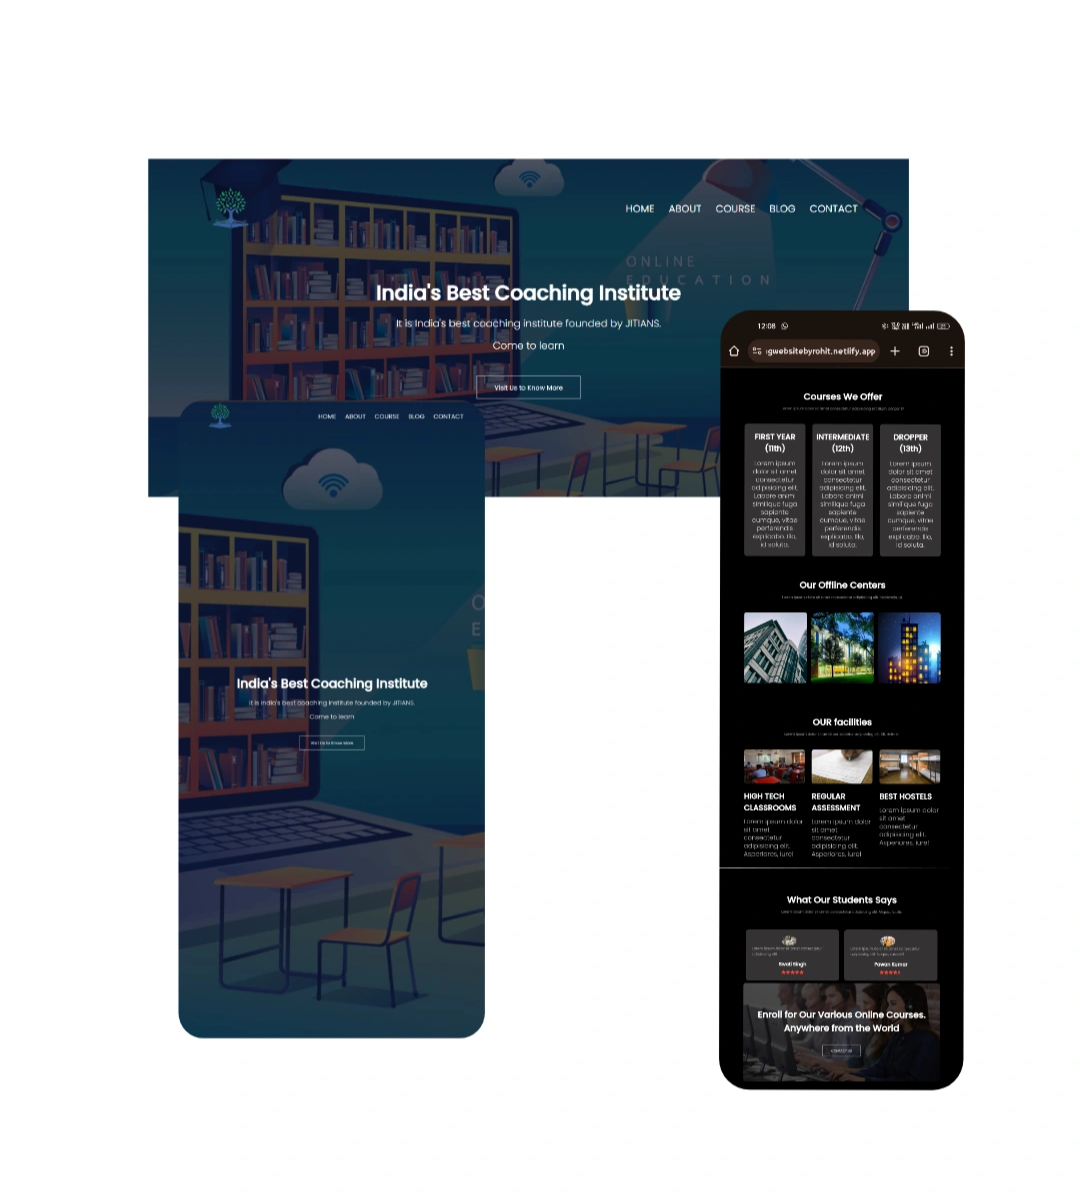 HOME ABOUT COURSE BLOG CONTACT
ONLINE
EDUCATION
India's Best Coaching Institute
It is India's best coaching institute founded by JITIANS.
Come to learn
Visit Us to Know More
HOME ABOUT COURSE BLOG CONTACT
O
E
India's Best Coaching Institute
It is India's best coaching institute founded by JITIANS.
Come to learn
Visit Us to Know More
12:08
gwebsitebyrohit.netlify.app
Courses We Offer
FIRST YEAR
(11th)
Lorem ipsum
dolor sit amet
consectetur
adipisicing elit.
Labore animi
similique fuga
sapiente
cumque, vitae
perferendis
explicabo. Illo,
id soluta.
INTERMEDIATE
(12th)
Lorem ipsum
dolor sit amet
consectetur
adipisicing elit.
Labore animi
similique fuga
sapiente
cumque, vitae
perferendis
explicabo. Illo,
id soluta.
DROPPER
(13th)
Lorem ipsum
dolor sit amet
consectetur
adipisicing elit.
Labore animi
similique fuga
sapiente
cumque, vitae
perferendis
explicabo. Illo,
id soluta.
Our Offline Centers
OUR facilities
HIGH TECH
CLASSROOMS
Lorem ipsum dolor
sit amet
consectetur
adipisicing elit.
Asperiores, iure!
REGULAR
ASSESSMENT
Lorem ipsum dolor
sit amet
consectetur
adipisicing elit.
Asperiores, iure!
BEST HOSTELS
Lorem ipsum dolor
sit amet
consectetur
adipisicing elit.
Asperiores, iure!
What Our Students Says
Swati Singh
Pawan Kumar
Enroll for Our Various Online Courses.
Anywhere from the World
CONTACT US